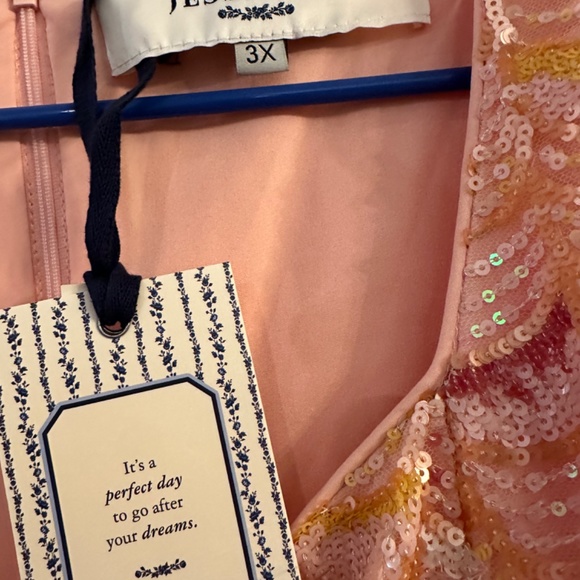 3X
It's a
perfect day
to go after
your dreams.